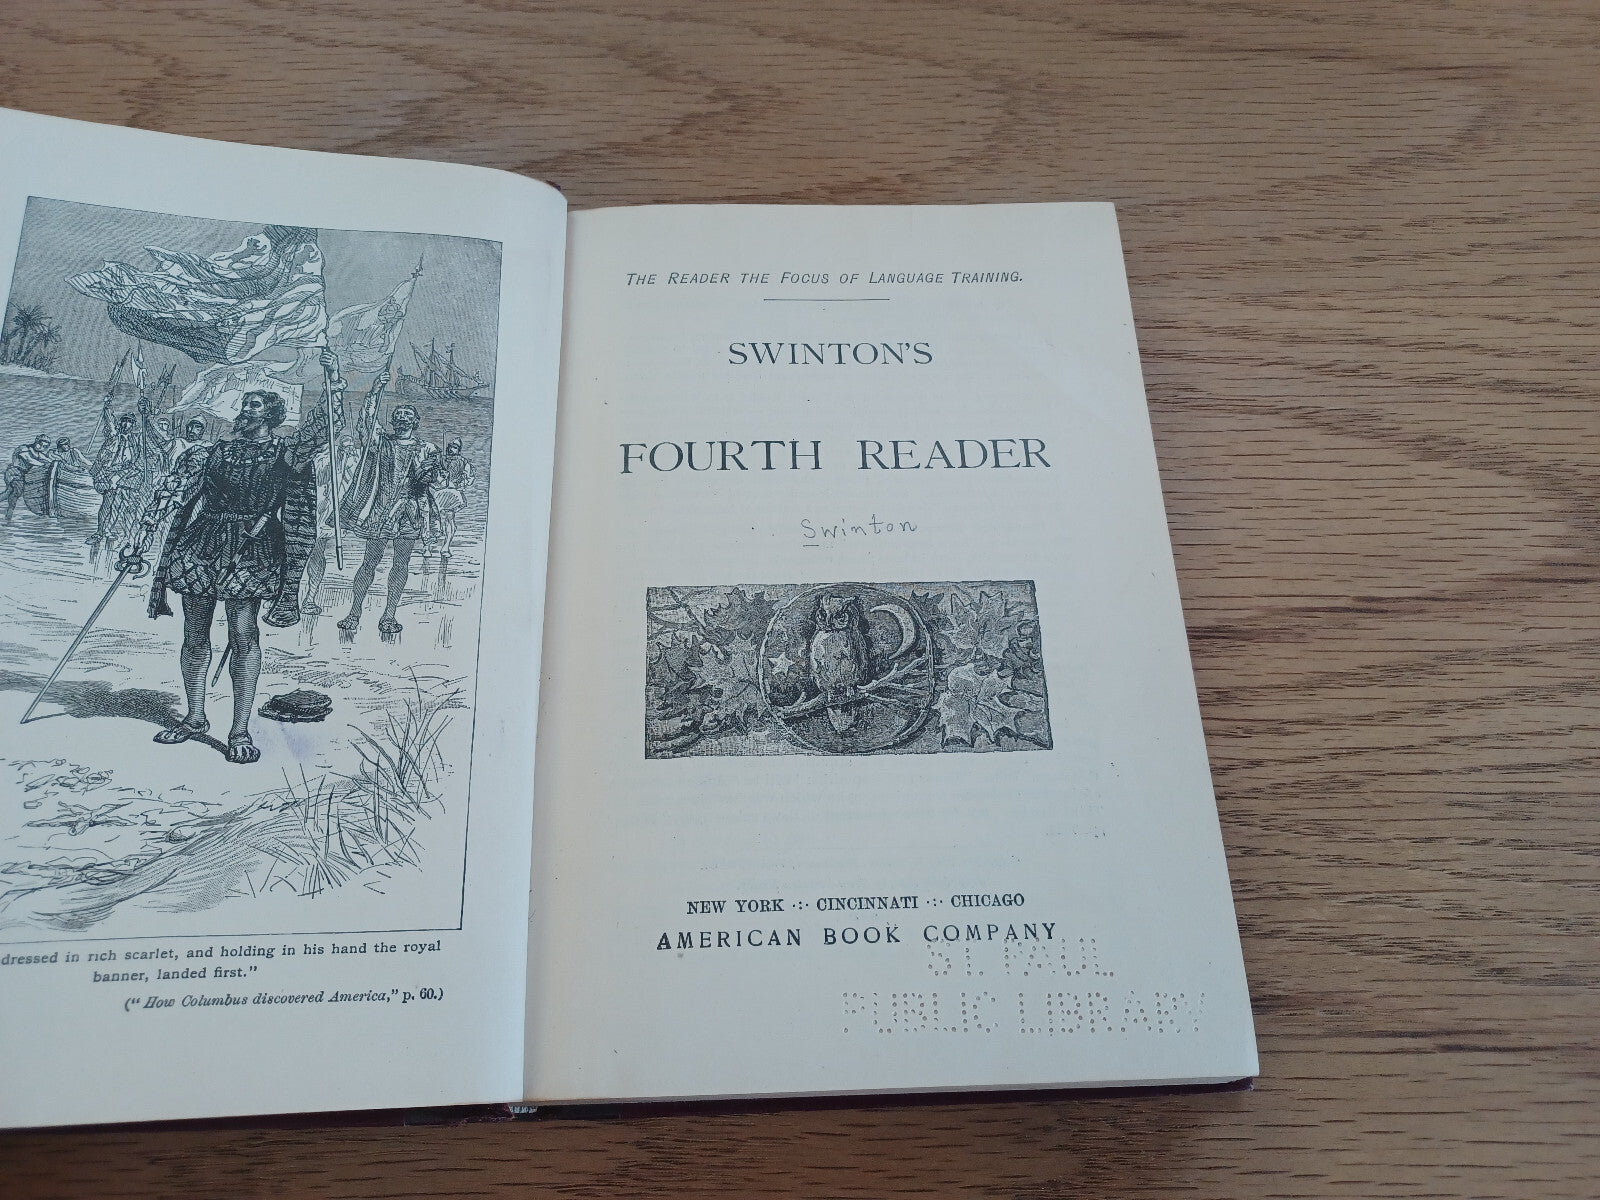 dressed in rich scarlet, and holding in his hand the royal
banner, landed first."
("How Columbus discovered America," p. 60.)
THE READER THE FOCUS OF LANGUAGE TRAINING.
SWINTON'S
FOURTH READER
Swinton
NEW YORK ·:· CINCINNATI ·:· CHICAGO
AMERICAN BOOK COMPANY
ST. PAUL
PUBLIC LIBRARY